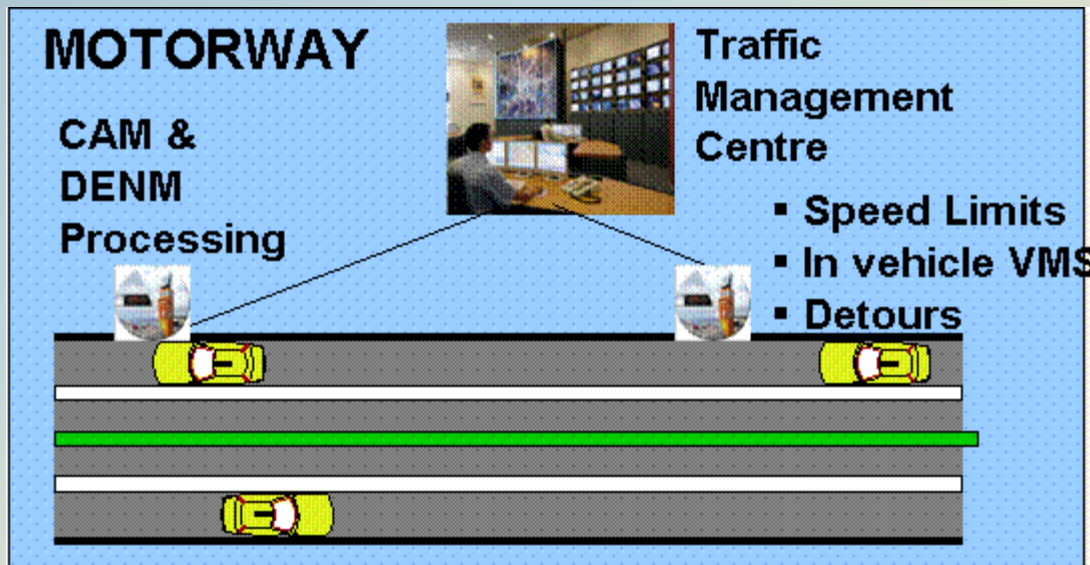 MOTORWAY
CAM &
DENM
Processing
Traffic
Management
Centre
▪ Speed Limits
▪ In vehicle VMS
▪ Detours